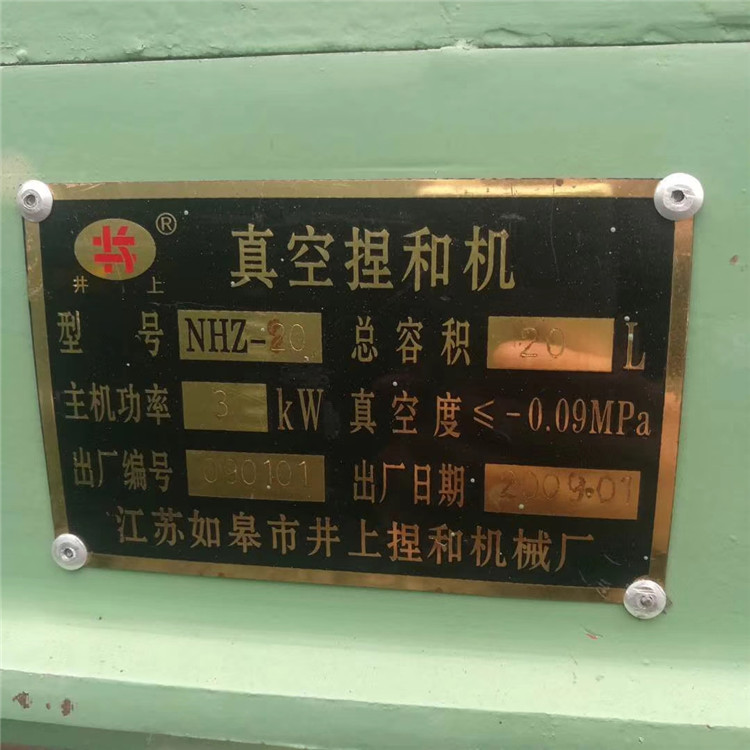 ® 真空捏和机
井上
型号 NHZ-20 总容积 20 L
主机功率 3 kW 真空度≤-0.09MPa
出厂编号 090101 出厂日期 2009.01
江苏如皋市井上捏和机械厂